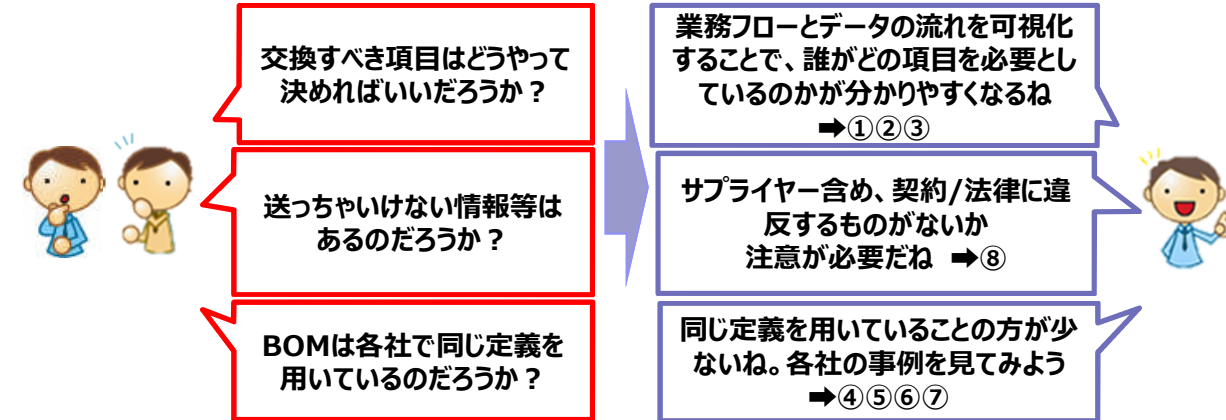 交換すべき項目はどうやって
決めればいいだろうか？
業務フローとデータの流れを可視化
することで、誰がどの項目を必要とし
ているのかが分かりやすくなるね
➡①②③
送っちゃいけない情報等は
あるのだろうか？
サプライヤー含め、契約/法律に違
反するものがないか
注意が必要だね ➡⑧
BOMは各社で同じ定義を
用いているのだろうか？
同じ定義を用いていることの方が少
ないね。各社の事例を見てみよう
➡④⑤⑥⑦